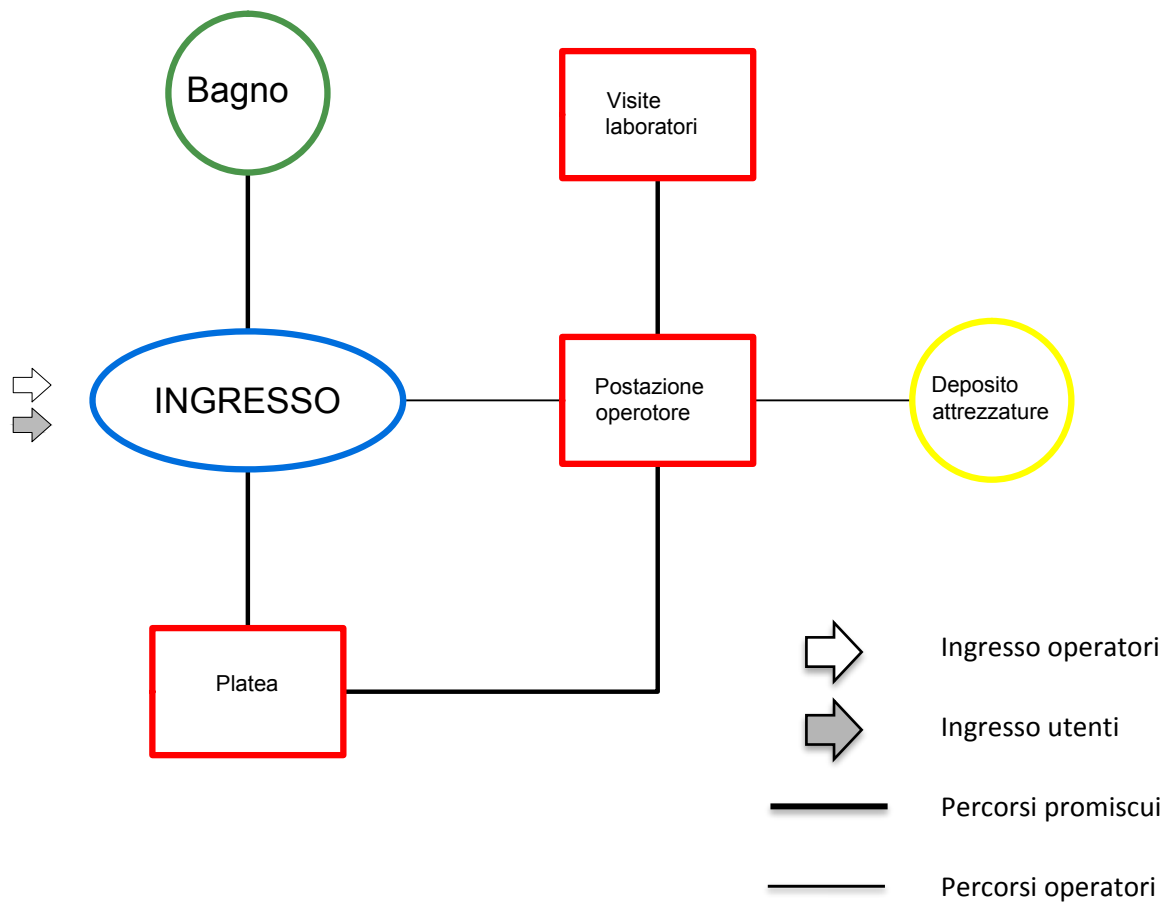 Bagno
Visite
laboratori
INGRESSO
Postazione
operotore
Deposito
attrezzature
Platea
Ingresso operatori
Ingresso utenti
Percorsi promiscui
Percorsi operatori